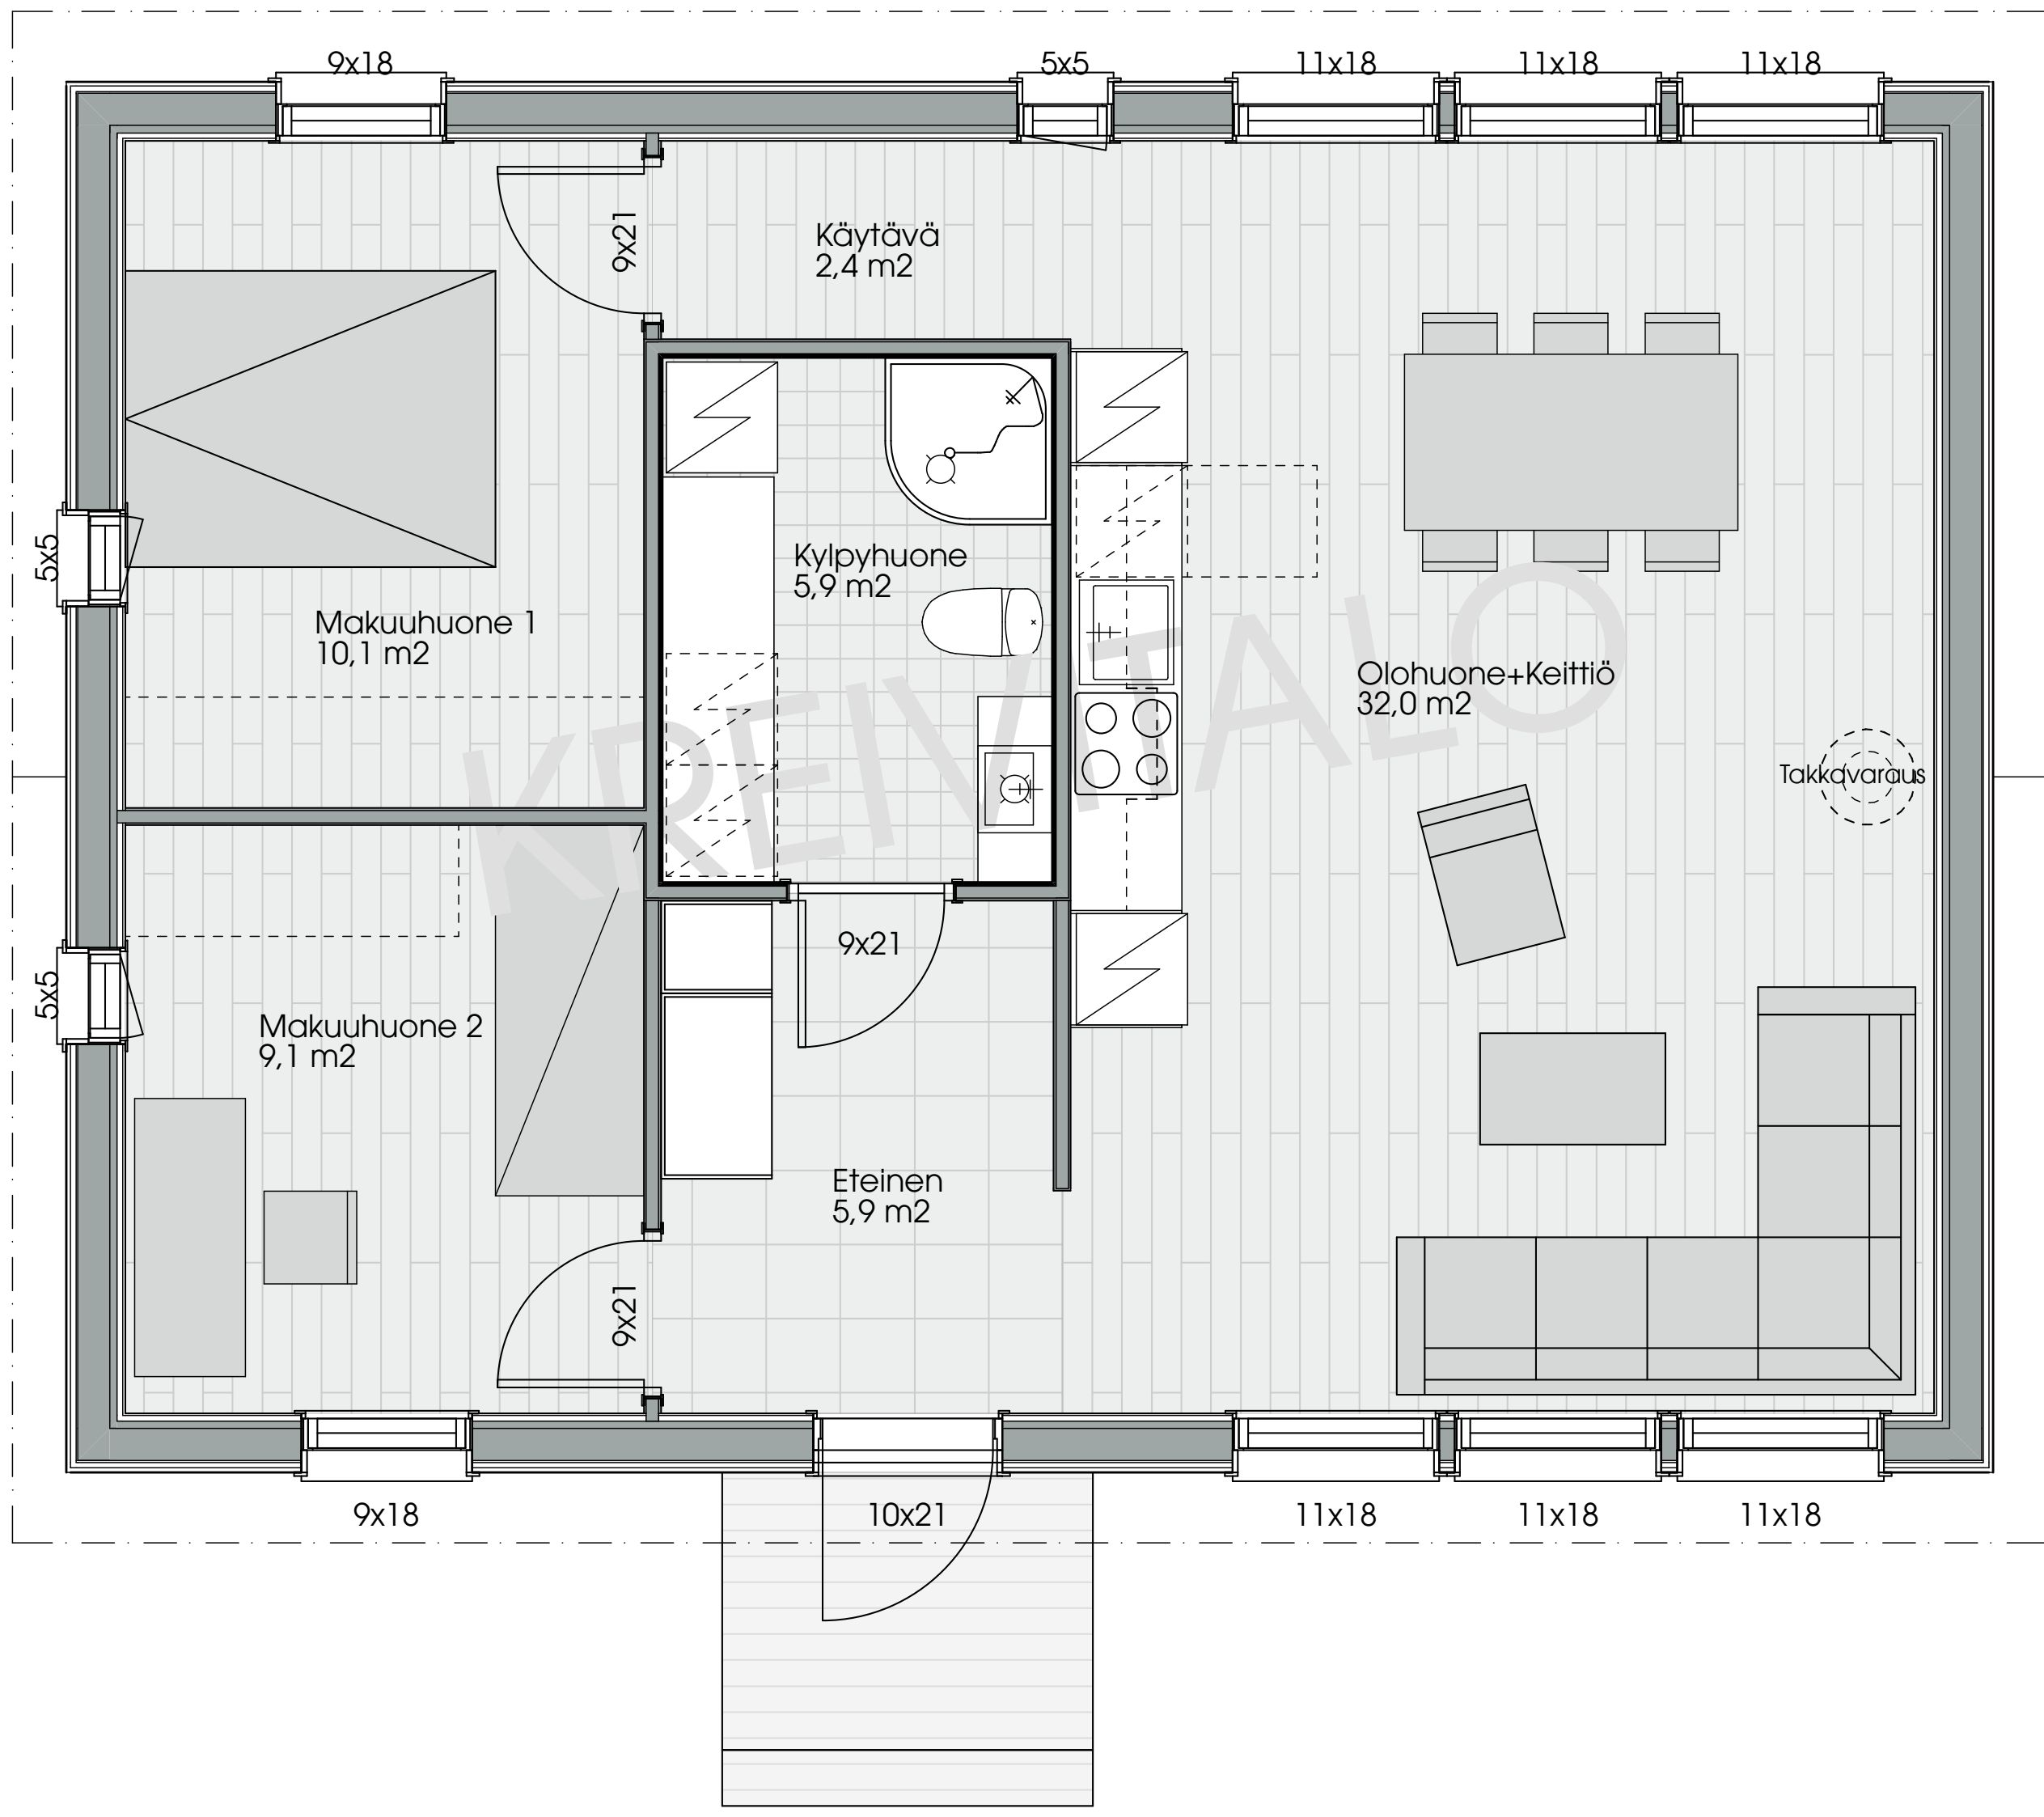 9x18
5x5
11x18
11x18
11x18
9x21
Käytävä
2,4 m2
5x5
Kylpyhuone
5,9 m2
Makuuhuone 1
10,1 m2
Olohuone+Keittiö
32,0 m2
KREIVITALO
Takkavaraus
9x21
5x5
Makuuhuone 2
9,1 m2
Eteinen
5,9 m2
9x21
9x18
10x21
11x18
11x18
11x18